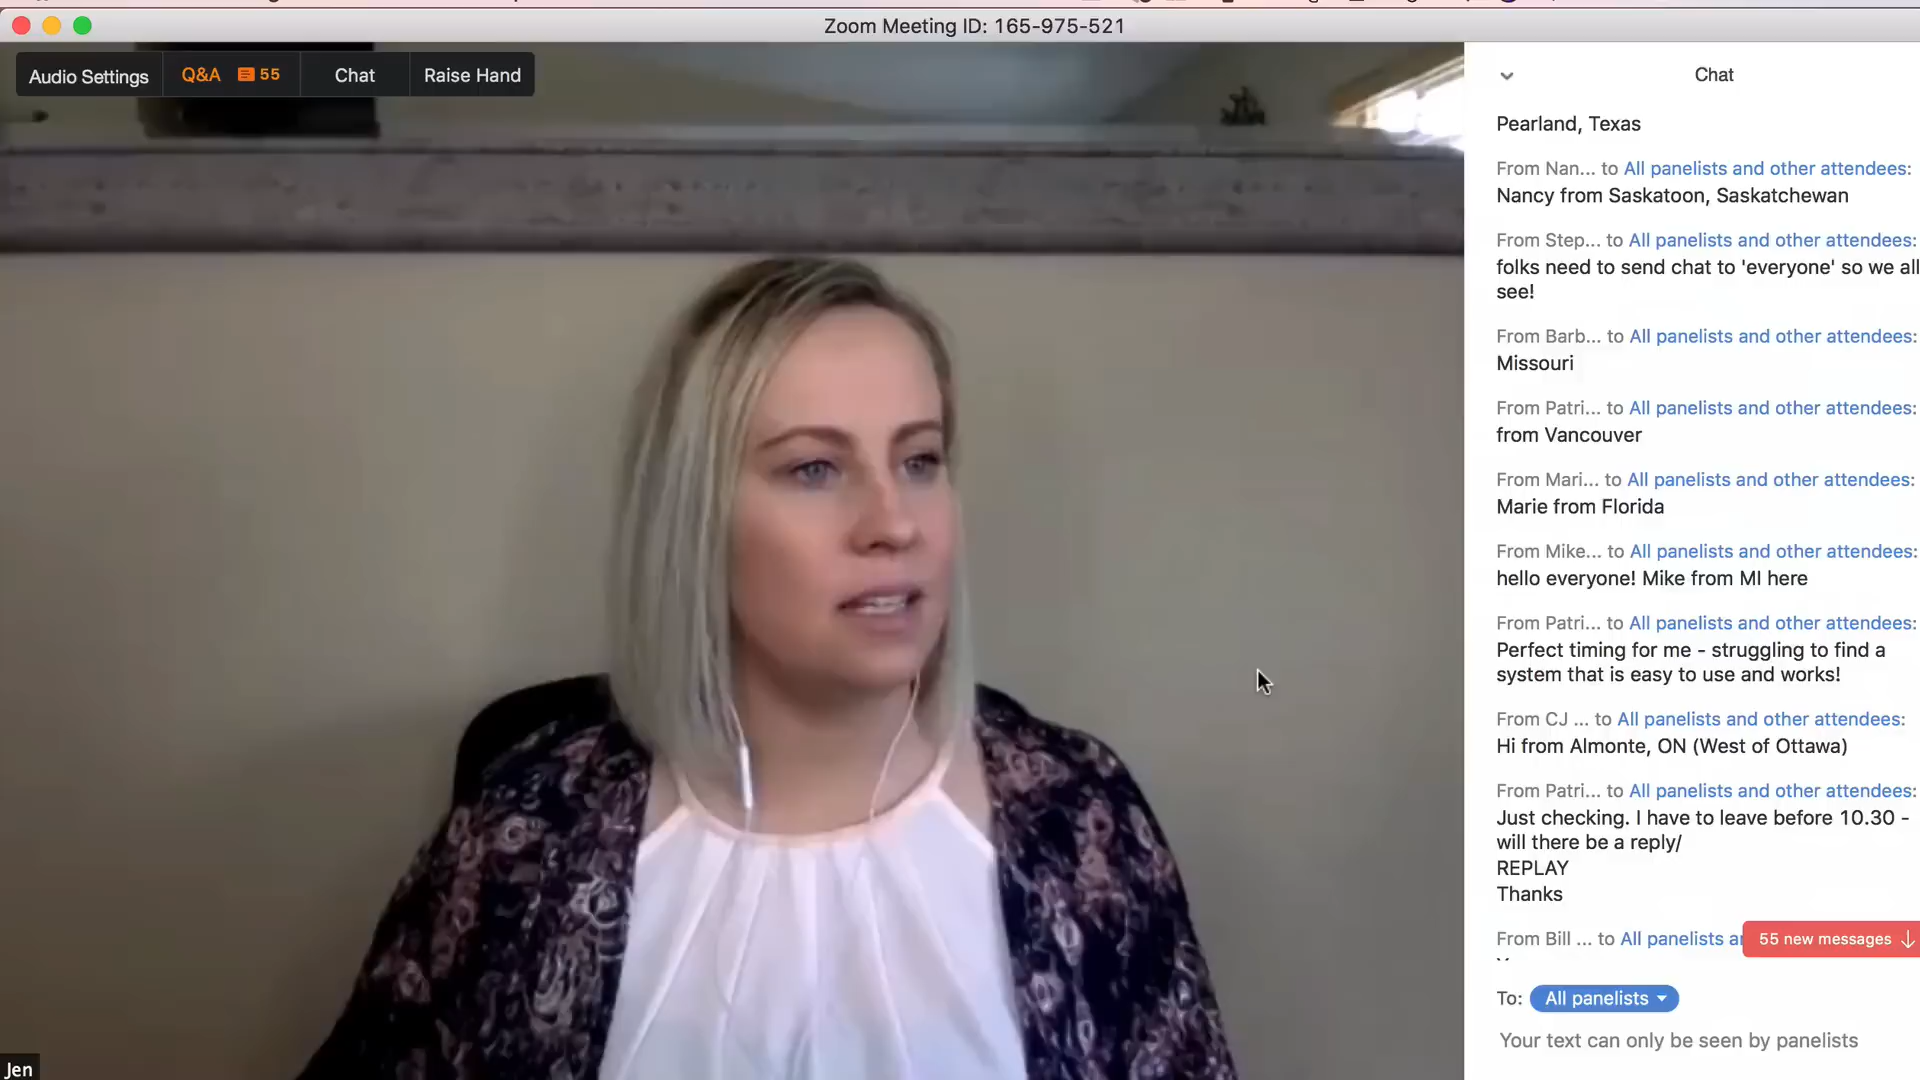 Zoom Meeting ID: 165-975-521
Audio Settings
Q&A 55
Chat
Raise Hand
Chat
Pearland, Texas
From Nan... to All panelists and other attendees:
Nancy from Saskatoon, Saskatchewan
From Step... to All panelists and other attendees:
folks need to send chat to 'everyone' so we all
see!
From Barb... to All panelists and other attendees:
Missouri
From Patri... to All panelists and other attendees:
from Vancouver
From Mari... to All panelists and other attendees:
Marie from Florida
From Mike... to All panelists and other attendees:
hello everyone! Mike from MI here
From Patri... to All panelists and other attendees:
Perfect timing for me - struggling to find a
system that is easy to use and works!
From CJ ... to All panelists and other attendees:
Hi from Almonte, ON (West of Ottawa)
From Patri... to All panelists and other attendees:
Just checking. I have to leave before 10.30 -
will there be a reply/
REPLAY
Thanks
From Bill ... to All panelists
55 new messages
To: All panelists
Your text can only be seen by panelists
Jen